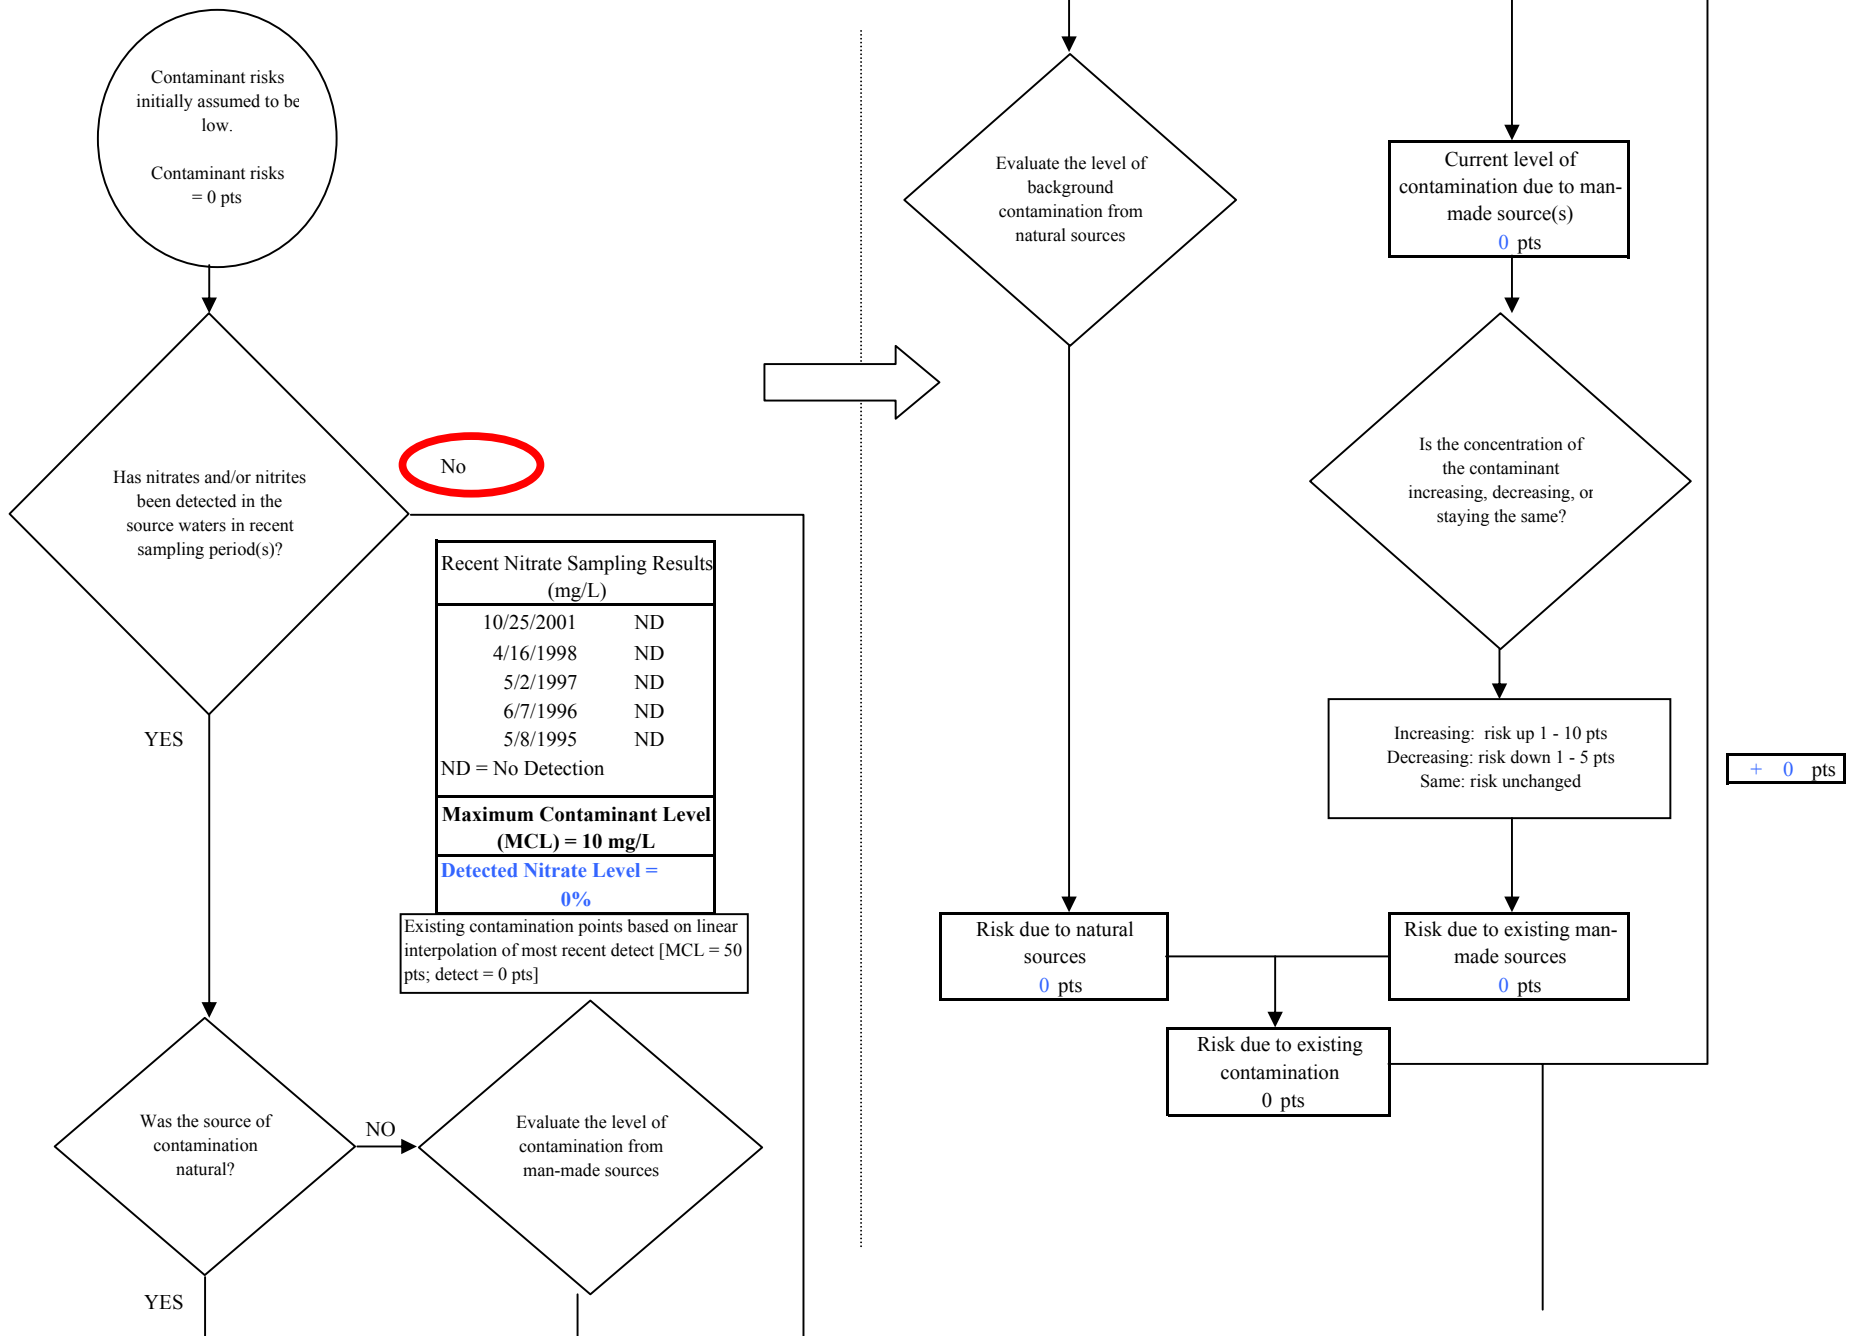 Contaminant risks
initially assumed to be
low.
Contaminant risks
= 0 pts
Has nitrates and/or nitrites
been detected in the
source waters in recent
sampling period(s)?
No
Recent Nitrate Sampling Results
(mg/L)
10/25/2001 ND
4/16/1998 ND
5/2/1997 ND
6/7/1996 ND
5/8/1995 ND
ND = No Detection
Maximum Contaminant Level
(MCL) = 10 mg/L
Detected Nitrate Level =
0%
Existing contamination points based on linear
interpolation of most recent detect [MCL = 50
pts; detect = 0 pts]
YES
Was the source of
contamination
natural?
NO
Evaluate the level of
contamination from
man-made sources
YES
Evaluate the level of
background
contamination from
natural sources
Current level of
contamination due to man-
made source(s)
0 pts
Is the concentration of
the contaminant
increasing, decreasing, or
staying the same?
Increasing: risk up 1 - 10 pts
Decreasing: risk down 1 - 5 pts
Same: risk unchanged
+ 0 pts
Risk due to natural
sources
0 pts
Risk due to existing man-
made sources
0 pts
Risk due to existing
contamination
0 pts